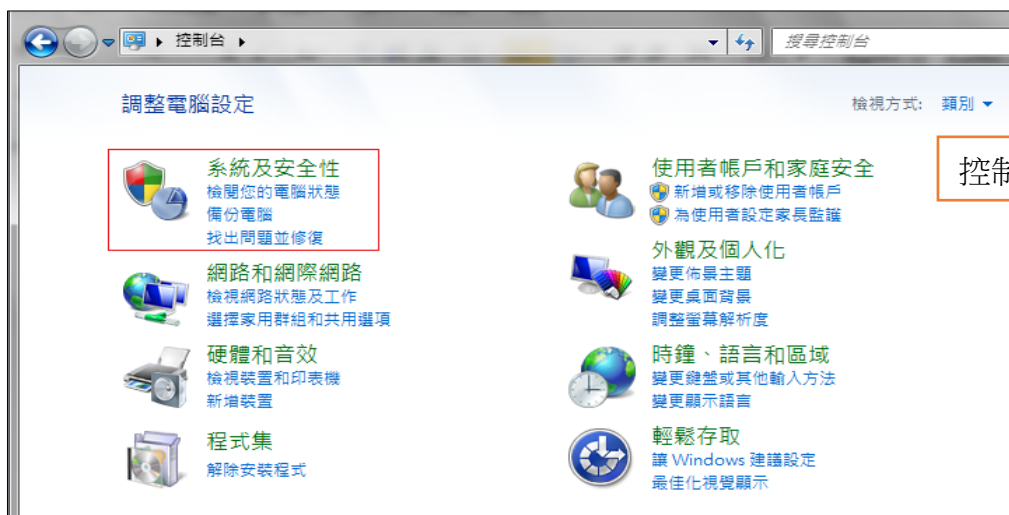 控制台
搜尋控制台
調整電腦設定
檢視方式: 類別
系統及安全性
檢閱您的電腦狀態
備份電腦
找出問題並修復
網路和網際網路
檢視網路狀態及工作
選擇家用群組和共用選項
硬體和音效
檢視裝置和印表機
新增裝置
程式集
解除安裝程式
使用者帳戶和家庭安全
新增或移除使用者帳戶
為使用者設定家長監護
外觀及個人化
變更佈景主題
變更桌面背景
調整螢幕解析度
時鐘、語言和區域
變更鍵盤或其他輸入方法
變更顯示語言
輕鬆存取
讓 Windows 建議設定
最佳化視覺顯示
控制